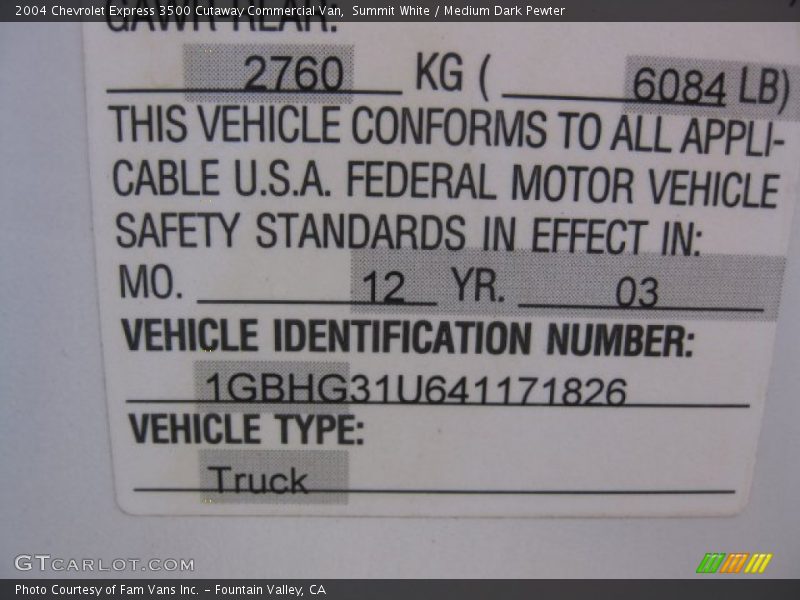 2004 Chevrolet Express 3500 Cutaway Commercial Van, Summit White / Medium Dark Pewter
GAWR-REAR:
2760 KG ( 6084 LB)
THIS VEHICLE CONFORMS TO ALL APPLI-
CABLE U.S.A. FEDERAL MOTOR VEHICLE
SAFETY STANDARDS IN EFFECT IN:
MO. 12 YR. 03
VEHICLE IDENTIFICATION NUMBER:
1GBHG31U641171826
VEHICLE TYPE:
Truck
GTCARLOT.COM
Photo Courtesy of Fam Vans Inc. - Fountain Valley, CA